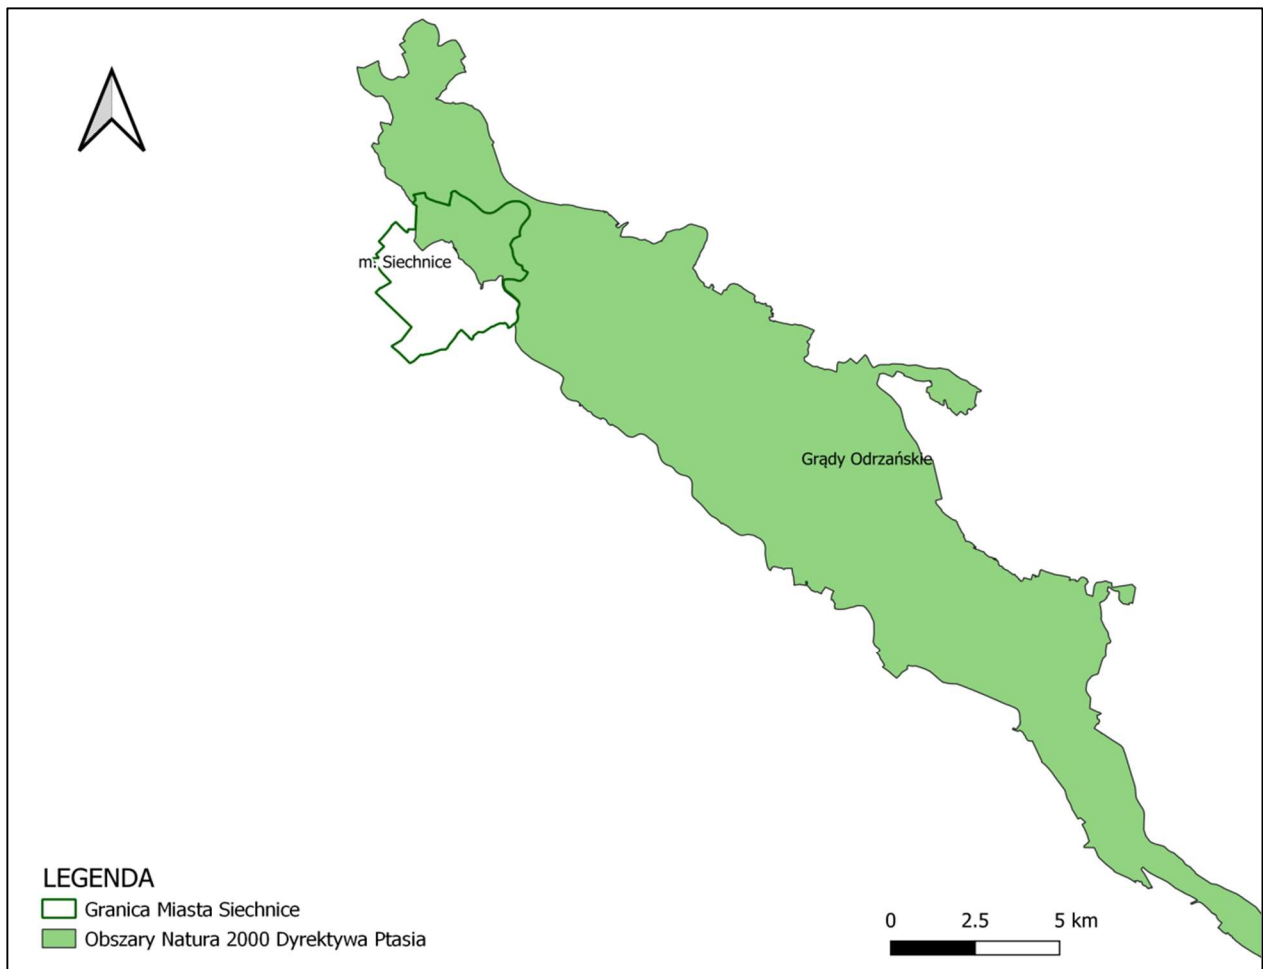 m. Siechnice
Grądy Odrzańskie
LEGENDA
Granica Miasta Siechnice
Obszary Natura 2000 Dyrektywa Ptasia
0 2.5 5 km